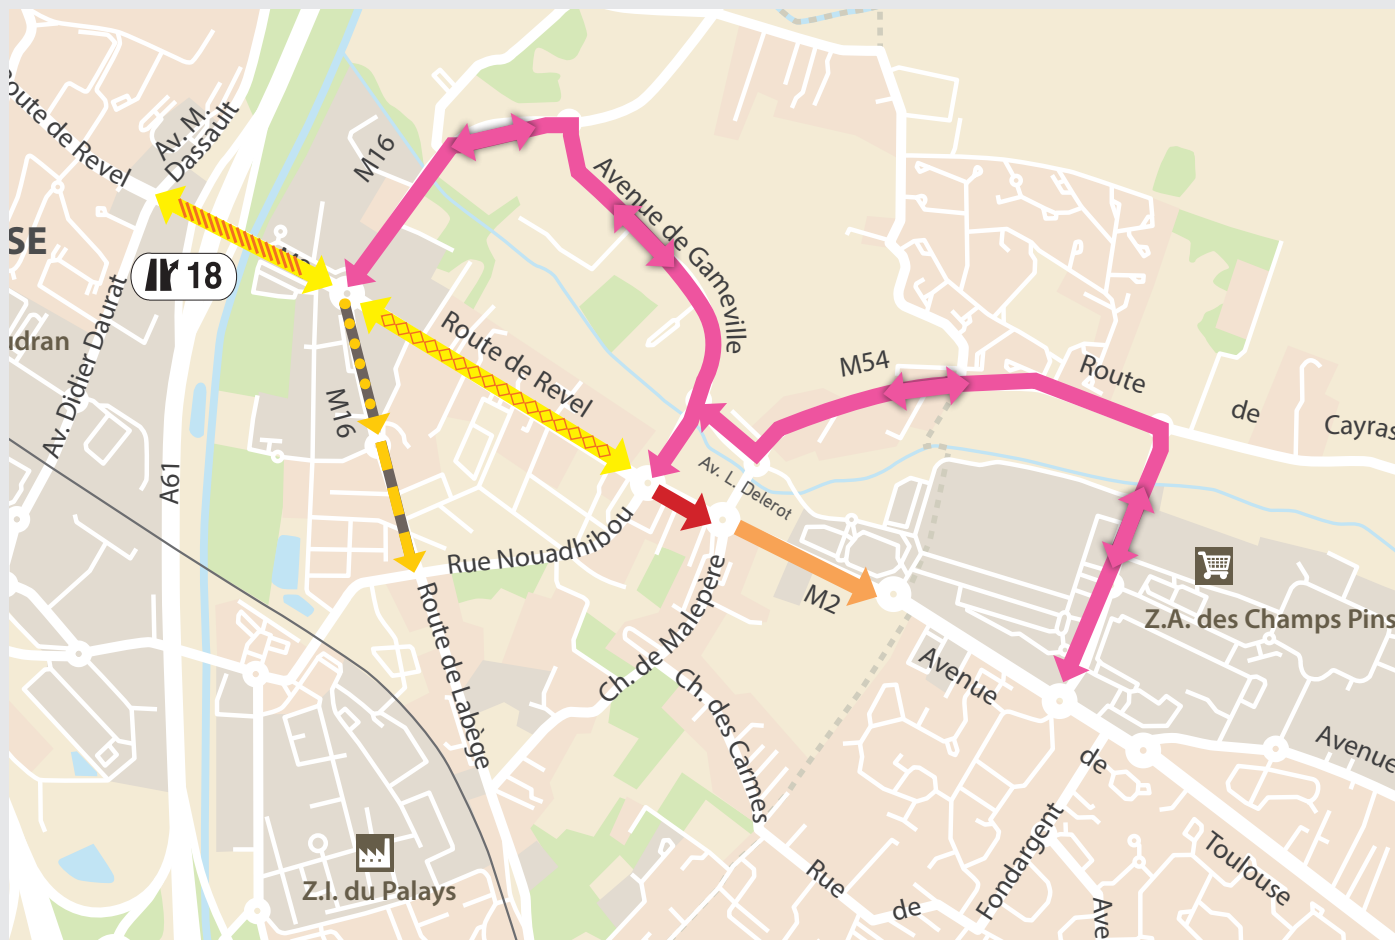 Av. M.
Dassault
oute de Revel
M16
SE
18
Avenue de Gameville
udran
Av. Didier Daurat
Route de Revel
M54
Route
de
Cayras
M16
A61
Av. L. Delerot
Rue Nouadhibou
M2
Z.A. des Champs Pins
Route de Labège
Ch. de Malepère
Ch. des Carmes
Avenue
de
Toulouse
Avenue
Fondargent
Z.I. du Palays
Rue
de
Ave